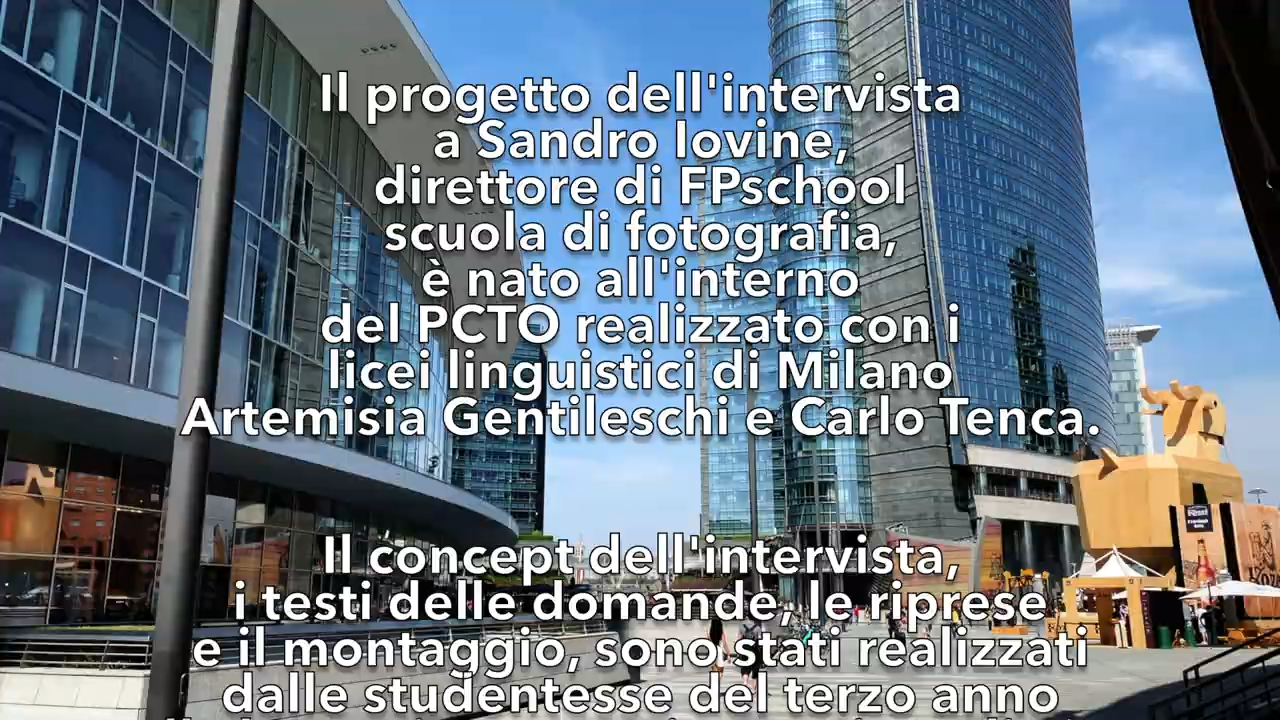 Il progetto dell'intervista
a Sandro Iovine,
direttore di FPschool
scuola di fotografia,
è nato all'interno
del PCTO realizzato con i
licei linguistici di Milano
Artemisia Gentileschi e Carlo Tenca.
Il concept dell'intervista,
i testi delle domande, le riprese
e il montaggio, sono stati realizzati
dalle studentesse del terzo anno